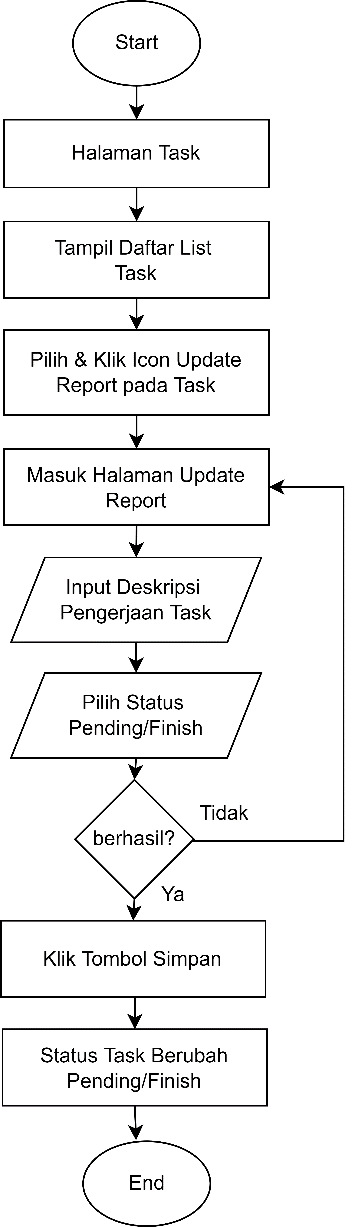 Start
Halaman Task
Tampil Daftar List
Task
Pilih & Klik Icon Update
Report pada Task
Masuk Halaman Update
Report
Input Deskripsi
Pengerjaan Task
Pilih Status
Pending/Finish
Tidak
berhasil?
Ya
Klik Tombol Simpan
Status Task Berubah
Pending/Finish
End